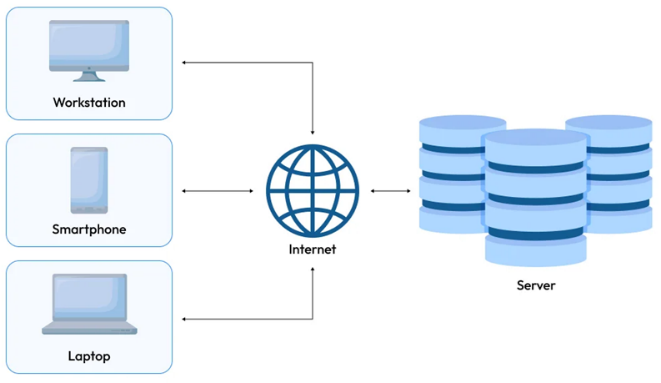 Workstation
Smartphone
Laptop
Internet
Server